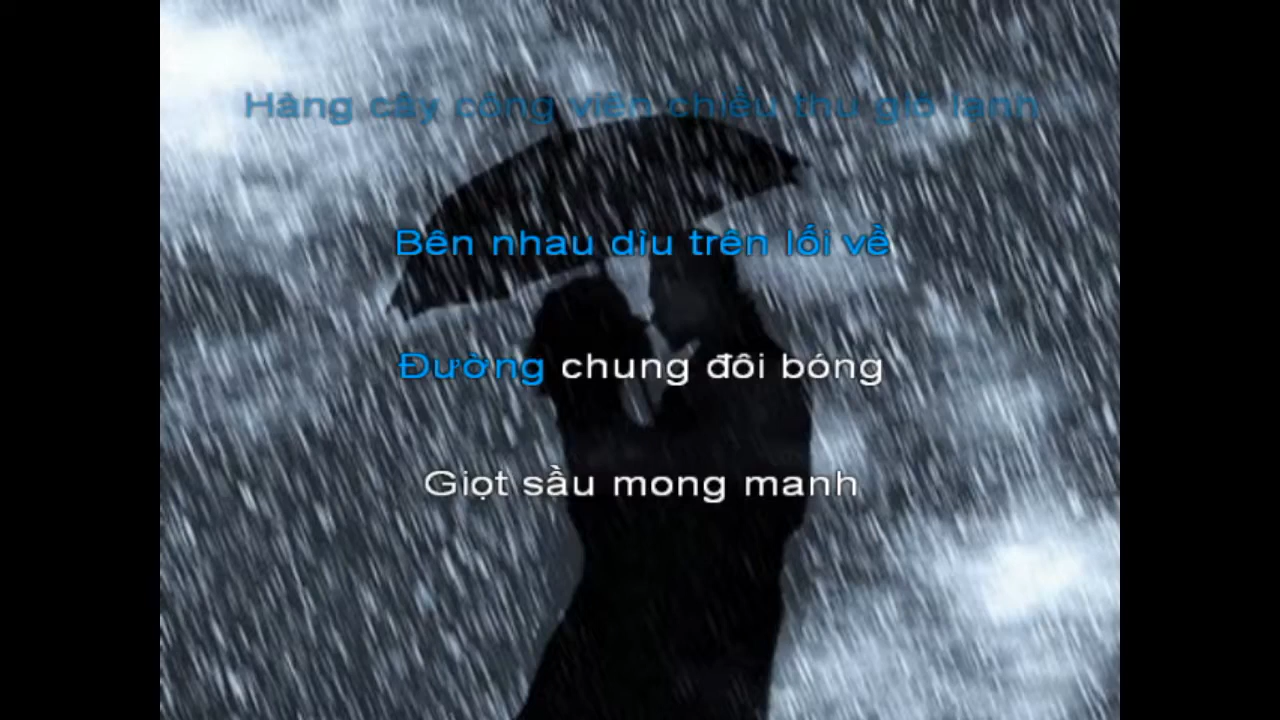 Hàng cây công viên chiều thu gió lạnh
Bên nhau dìu trên lối về
Đường chung đôi bóng
Giọt sầu mong manh